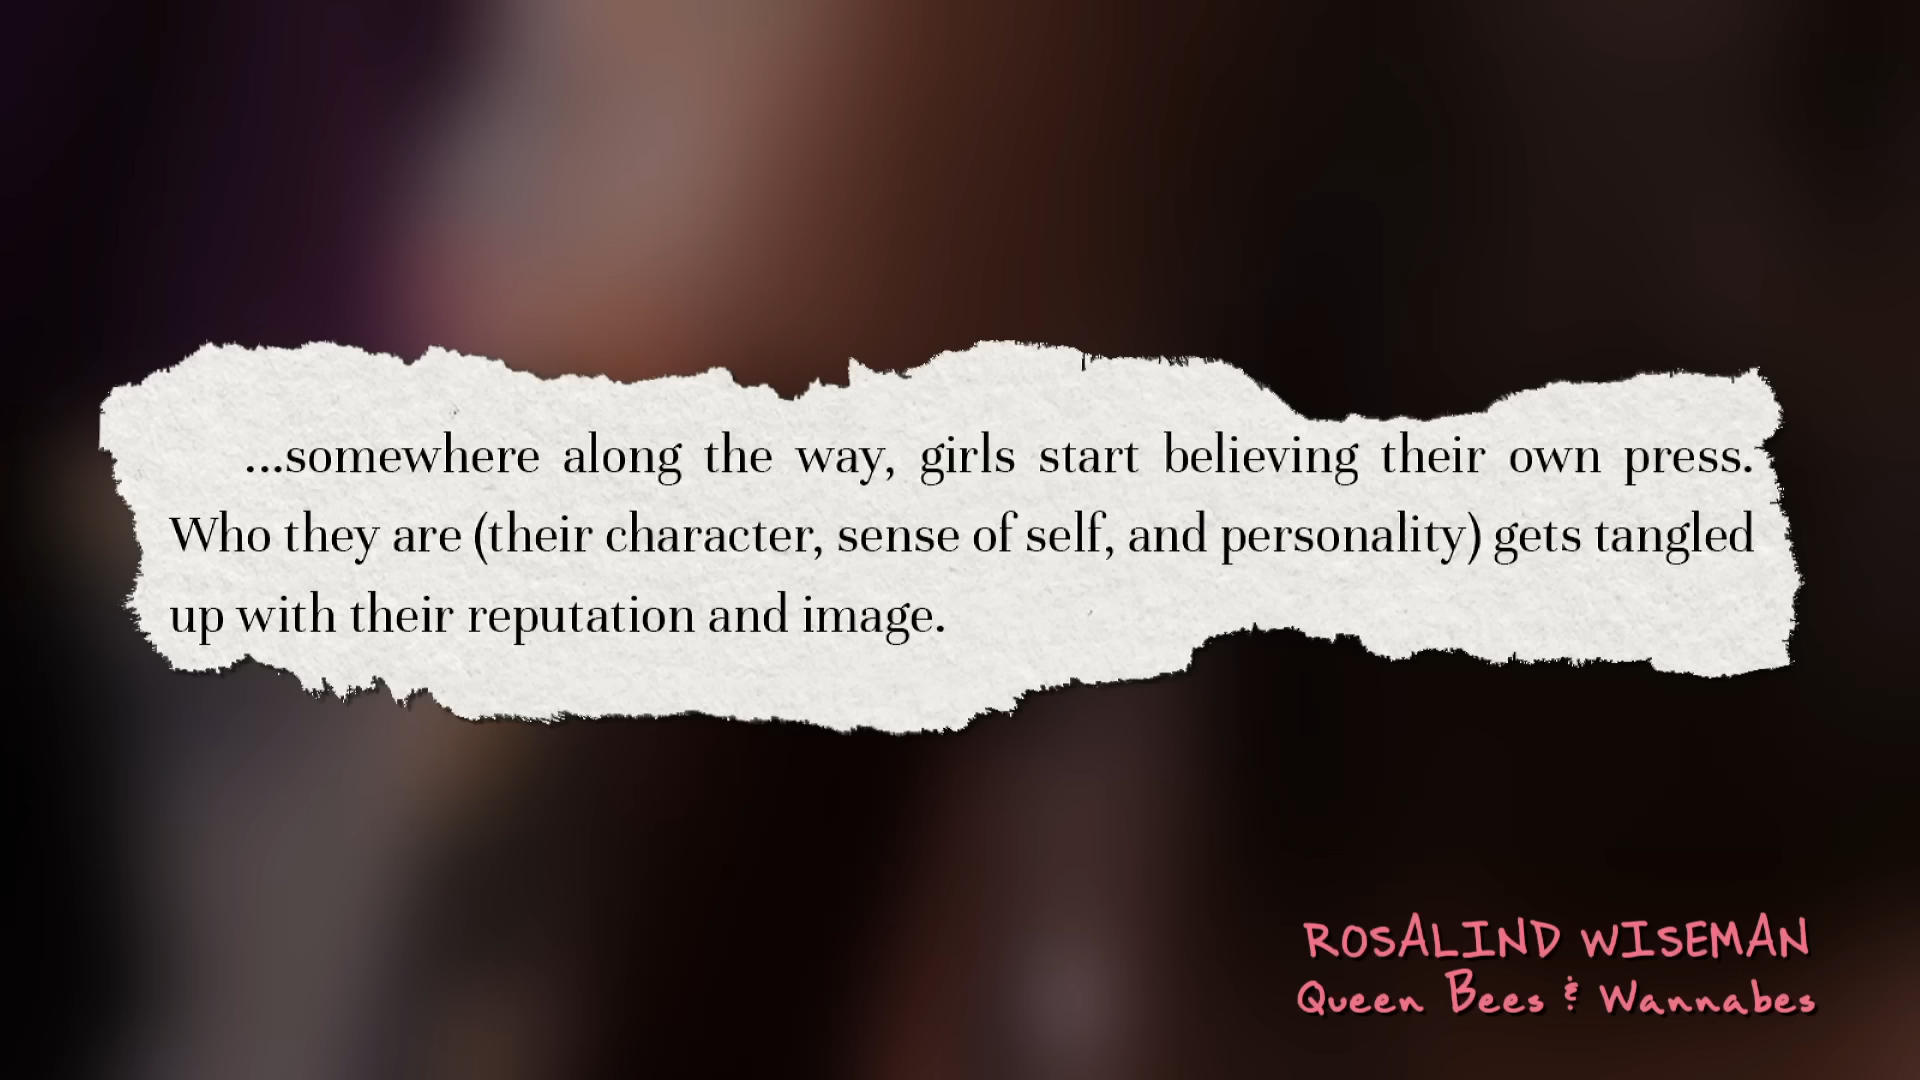 ...somewhere along the way, girls start believing their own press.
Who they are (their character, sense of self, and personality) gets tangled
up with their reputation and image.
ROSALIND WISEMAN
Queen Bees & Wannabes